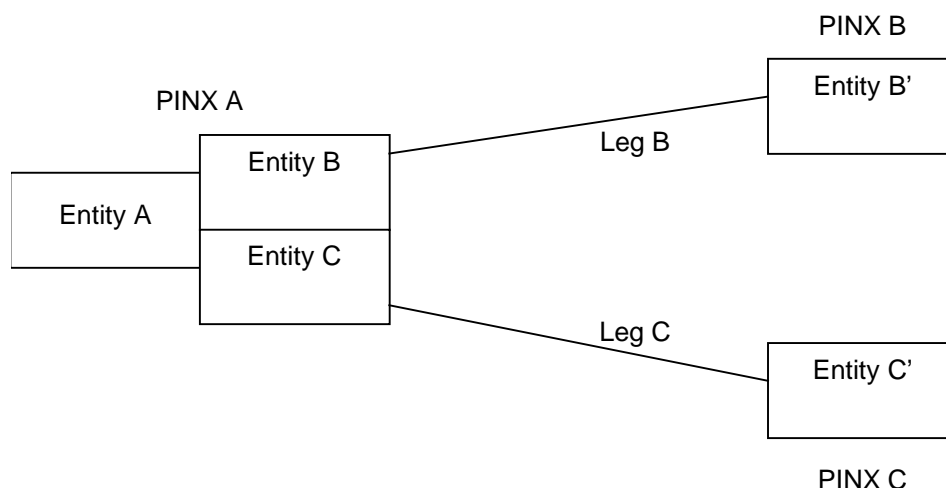 PINX B
Entity B’
PINX A
Leg B
Entity B
Entity A
Entity C
Leg C
Entity C’
PINX C